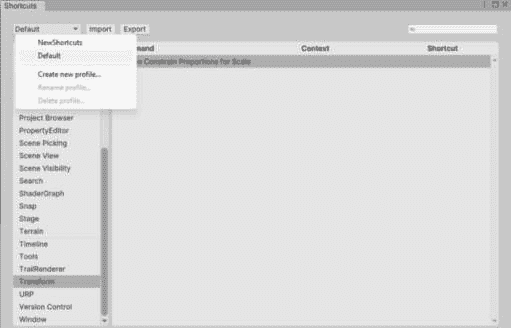 Shortcuts
Default Import Export
NewShortcuts
Default
Create new profile...
Rename profile...
Delete profile...
mand Context Shortcut
Constrain Proportions for Scale
Project Browser
PropertyEditor
Scene Picking
Scene View
Scene Visibility
Search
ShaderGraph
Snap
Stage
Terrain
Timeline
Tools
TrailRenderer
Transform
URP
Version Control
Window